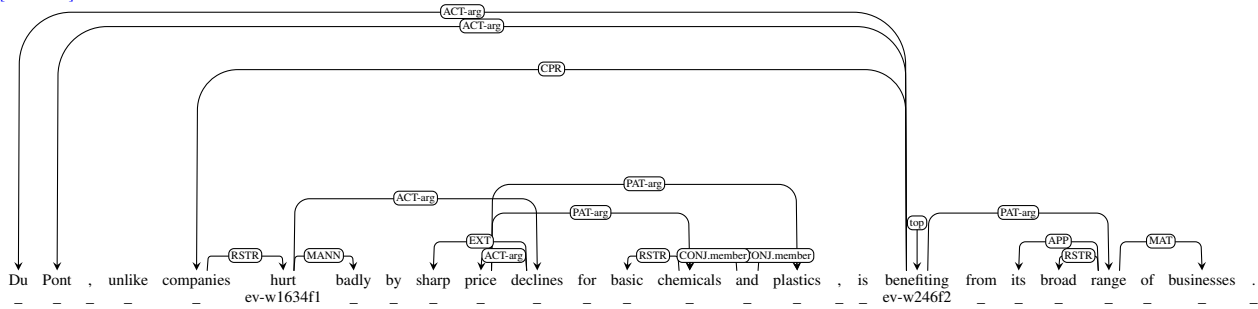 ACT-arg
ACT-arg
CPR
PAT-arg
ACT-arg
PAT-arg
PAT-arg
top
EXT
APP
MAT
RSTR
MANN
ACT-arg
RSTR
CONJ.member
ONJ.member
RSTR
Du Pont , unlike companies hurt badly by sharp price declines for basic chemicals and plastics , is benefiting from its broad range of businesses .
_ _ _ _ _ ev-w1634f1 _ _ _ _ _ _ _ _ _ _ _ _ ev-w246f2 _ _ _ _ _ _ _